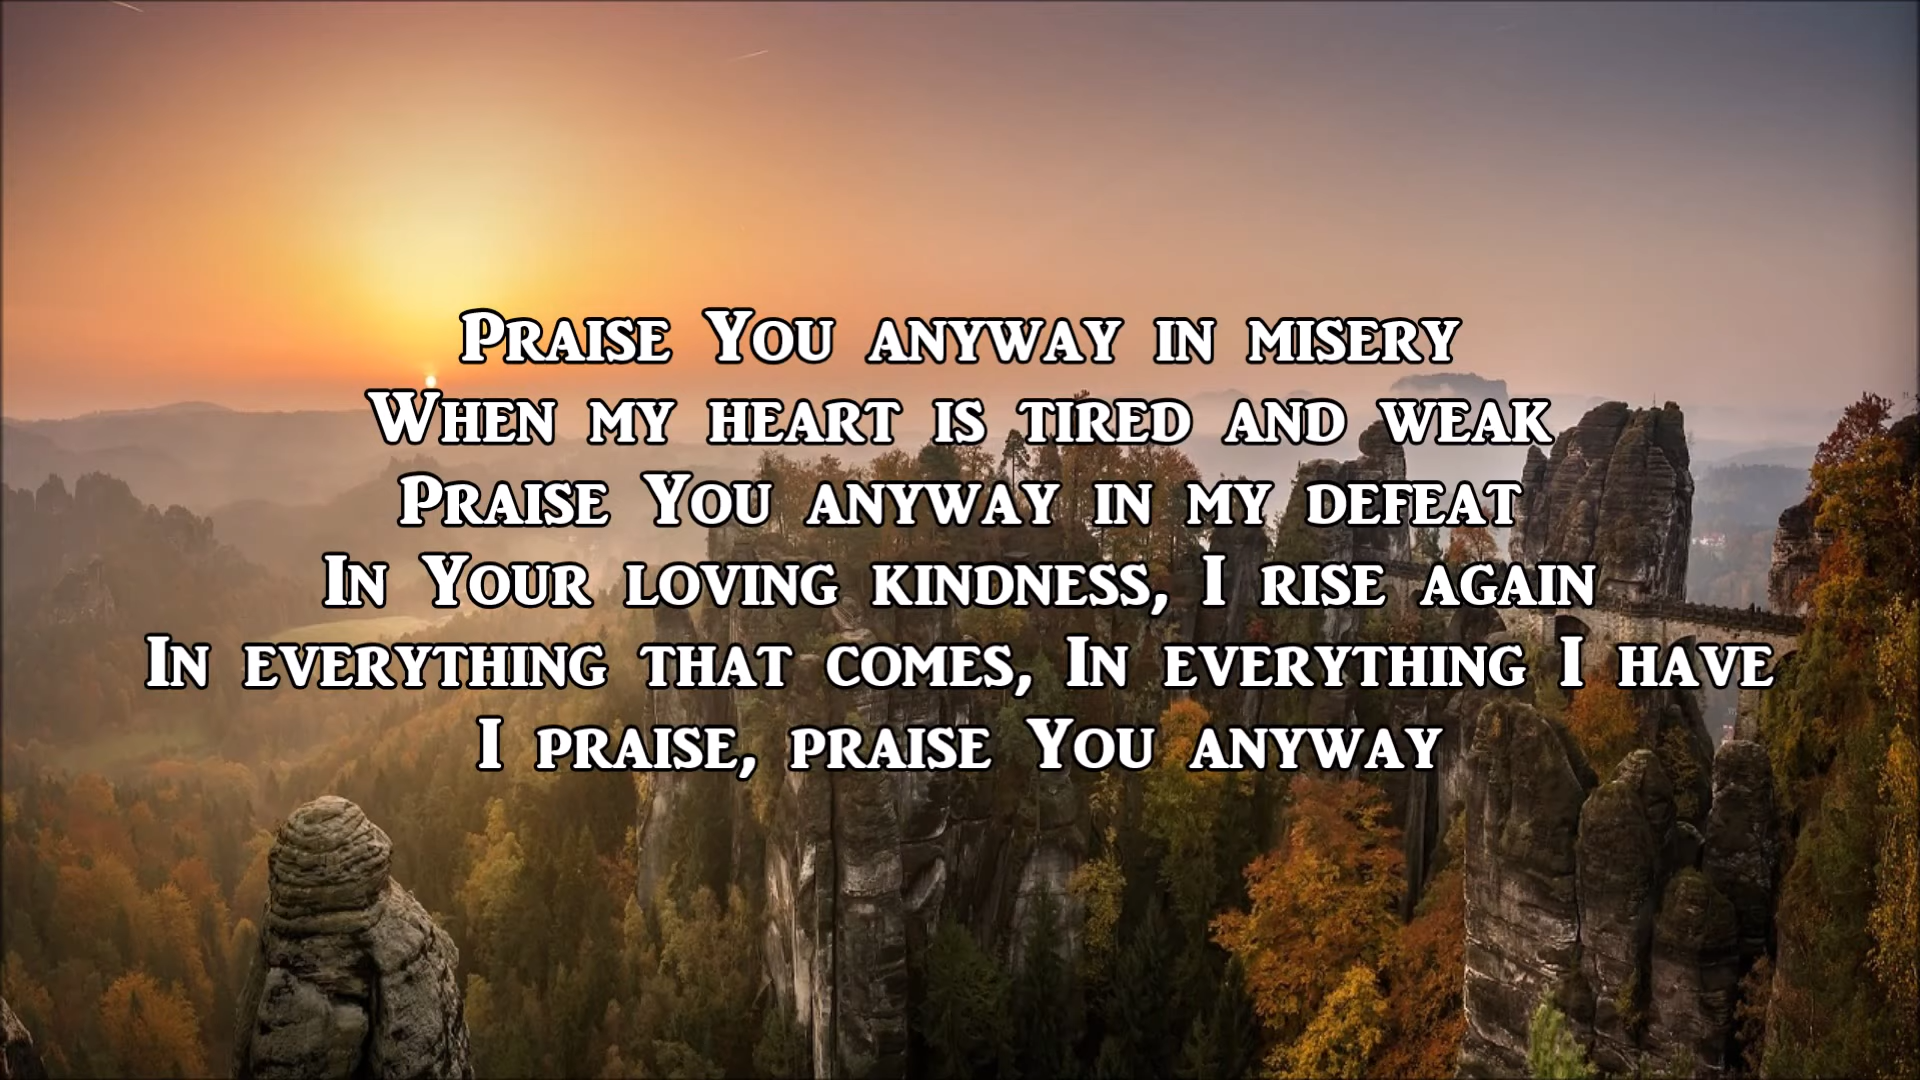 Praise You anyway in misery
When my heart is tired and weak
Praise You anyway in my defeat
In Your loving kindness, I rise again
In everything that comes, In everything I have
I praise, praise You anyway